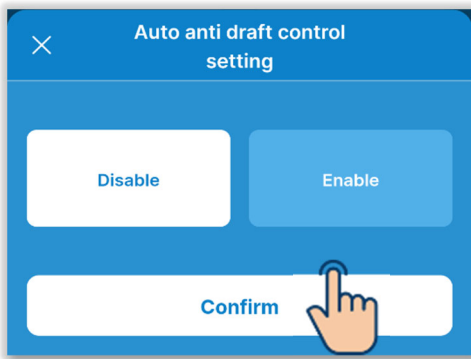 Auto anti draft control
setting
Disable
Enable
Confirm